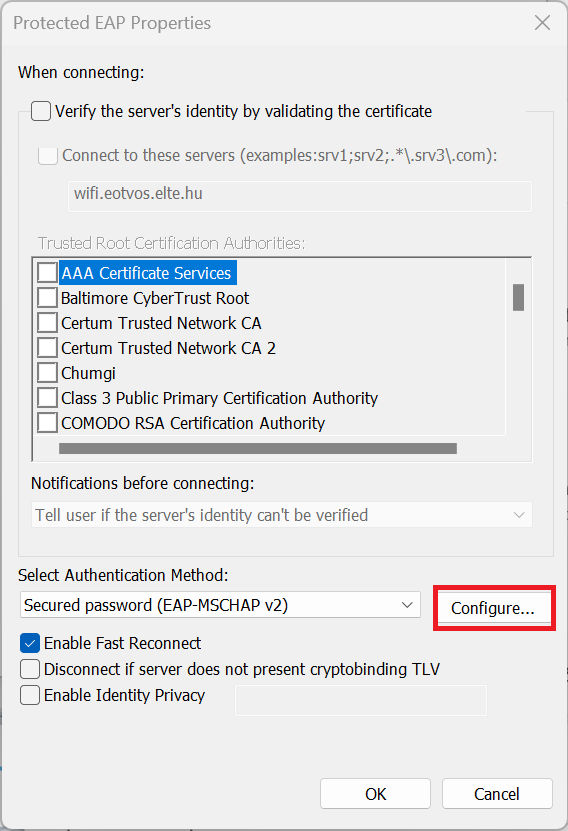 Protected EAP Properties
When connecting:
Verify the server's identity by validating the certificate
Connect to these servers (examples:srv1;srv2;.*\.srv3\.com):
wifi.eotvos.elte.hu
Trusted Root Certification Authorities:
AAA Certificate Services
Baltimore CyberTrust Root
Certum Trusted Network CA
Certum Trusted Network CA 2
Chumgi
Class 3 Public Primary Certification Authority
COMODO RSA Certification Authority
Notifications before connecting:
Tell user if the server's identity can't be verified
Select Authentication Method:
Secured password (EAP-MSCHAP v2)
Configure...
Enable Fast Reconnect
Disconnect if server does not present cryptobinding TLV
Enable Identity Privacy
OK
Cancel